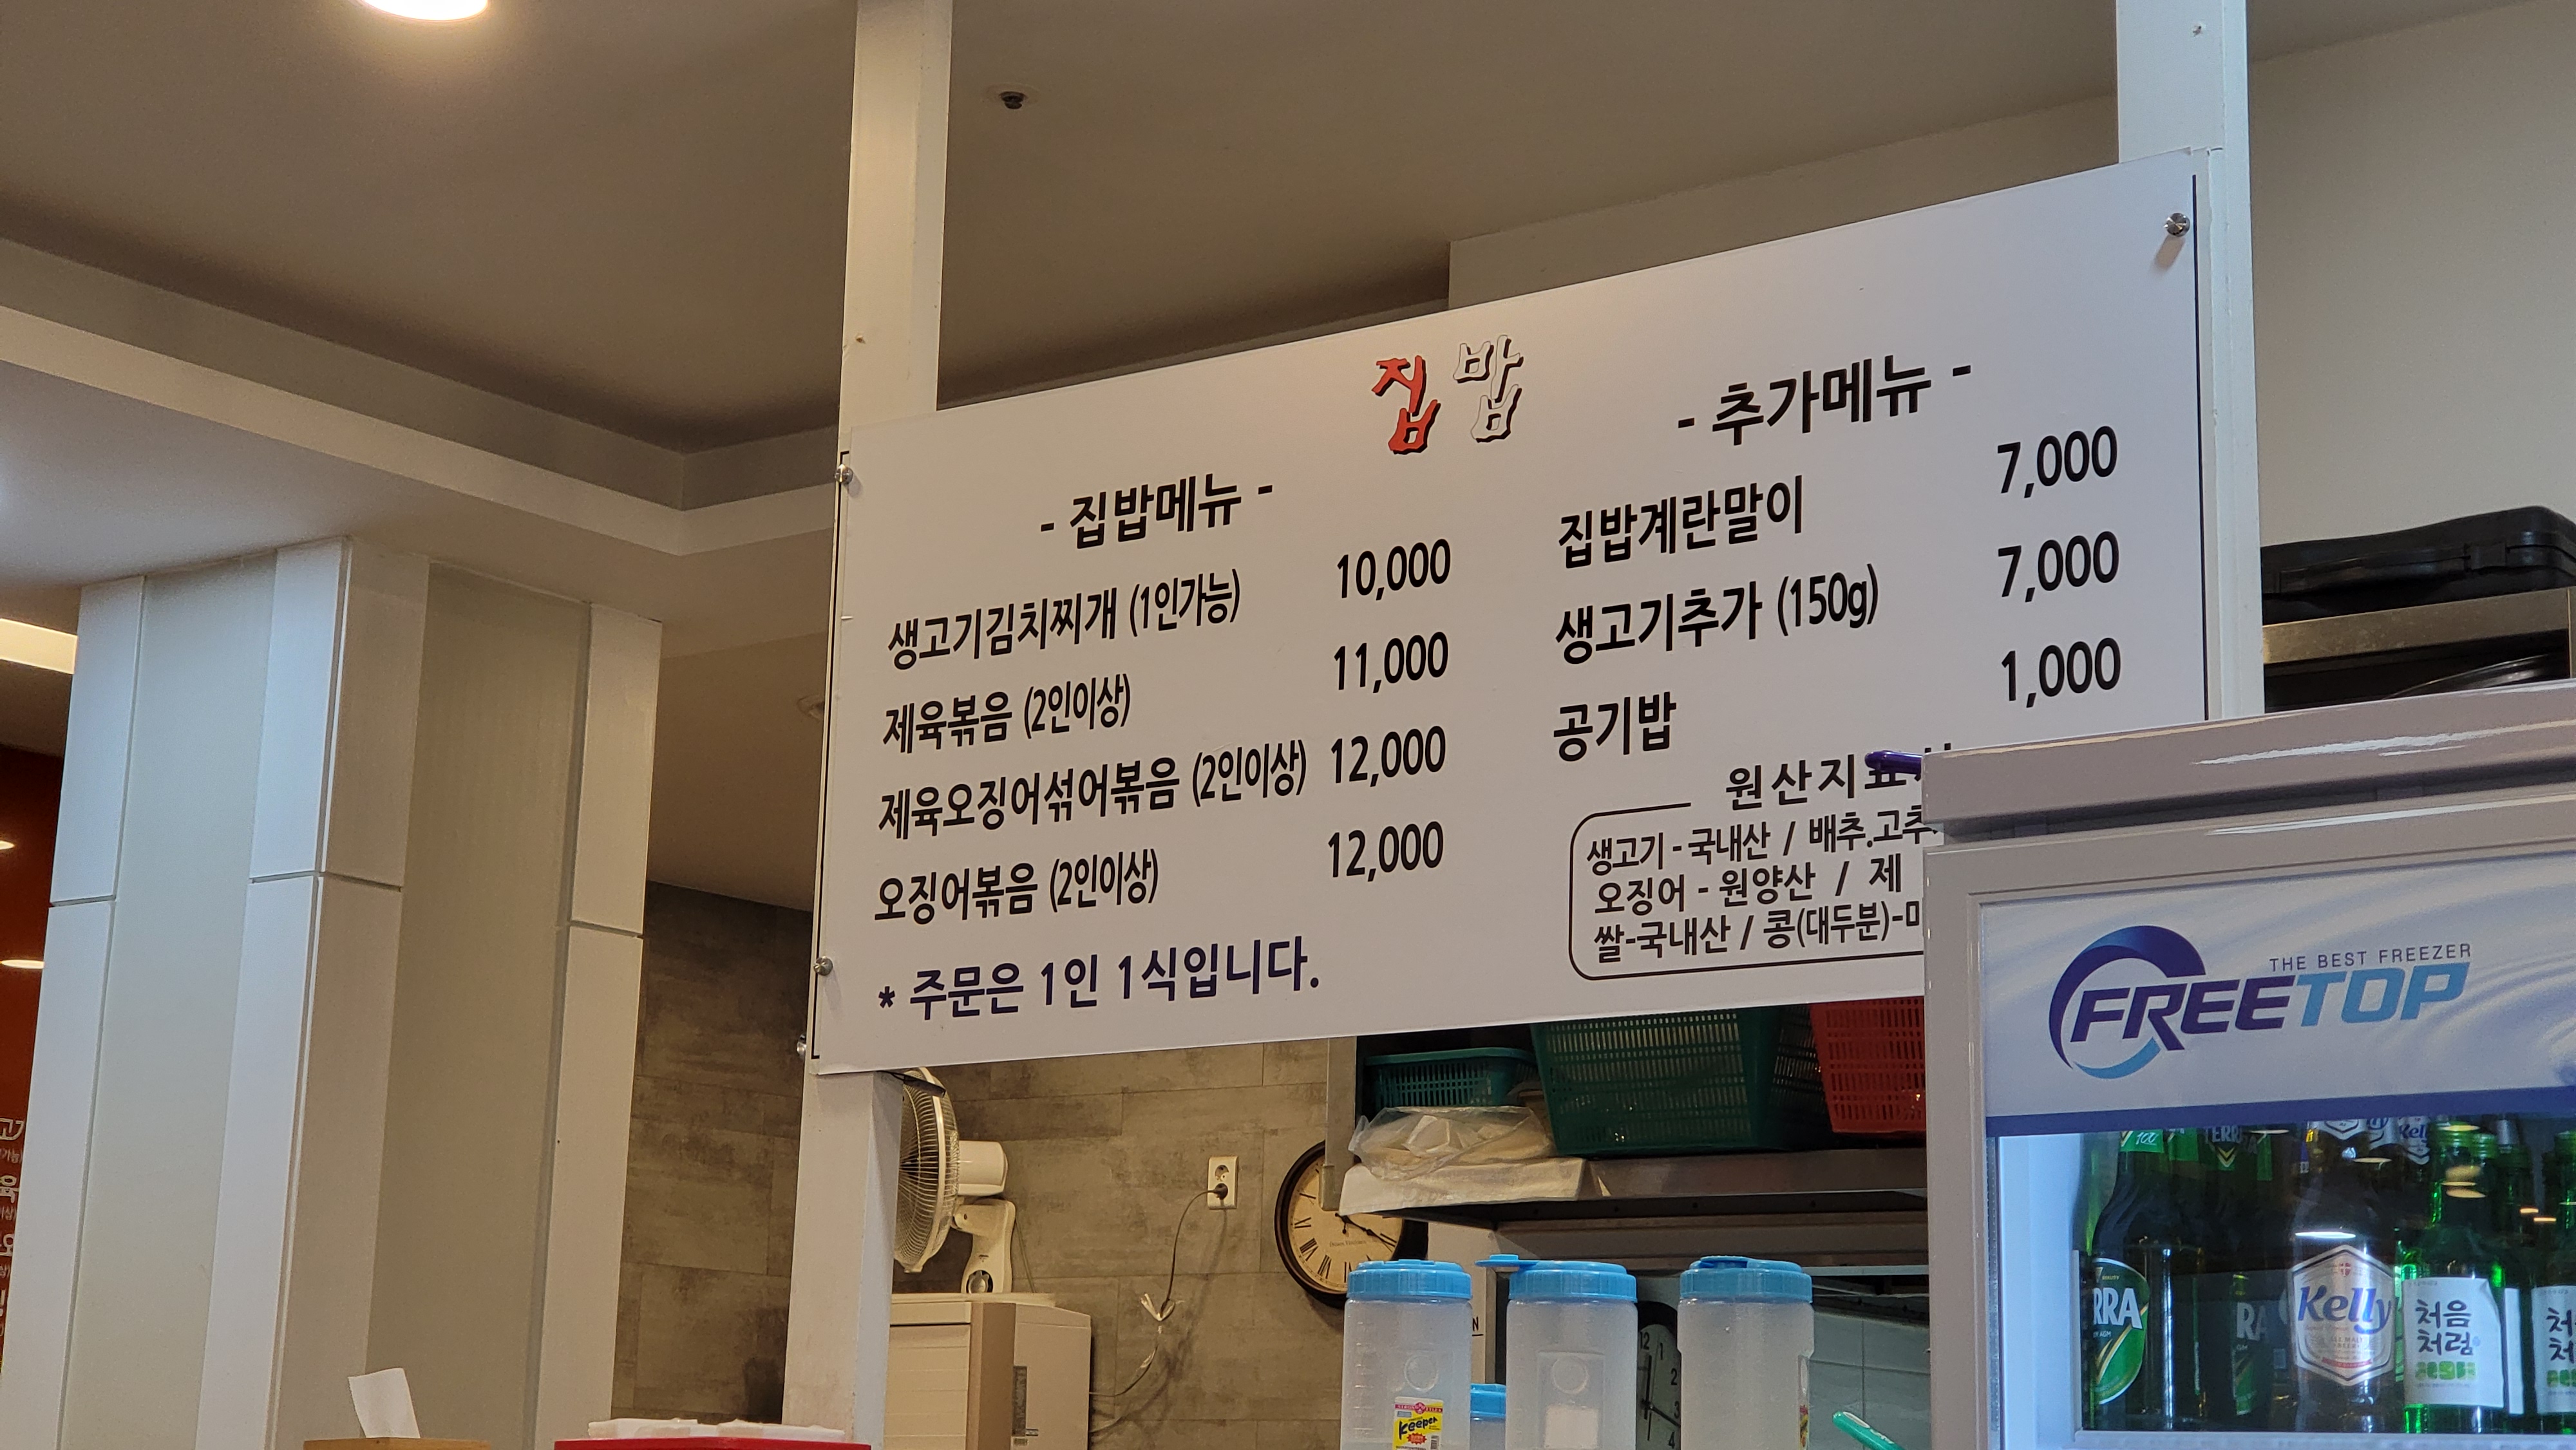 집밥
- 집밥메뉴 -
생고기김치찌개 (1인가능) 10,000
제육볶음 (2인이상) 11,000
제육오징어섞어볶음 (2인이상) 12,000
오징어볶음 (2인이상) 12,000
* 주문은 1인 1식입니다.
- 추가메뉴 -
집밥계란말이 7,000
생고기추가 (150g) 7,000
공기밥 1,000
원산지
생고기 - 국내산 / 배추.고추
오징어 - 원양산 / 제
쌀-국내산 / 콩(대두분)-미
THE BEST FREEZER
FREETOP
RRA
Kelly
처음
처럼
keeper